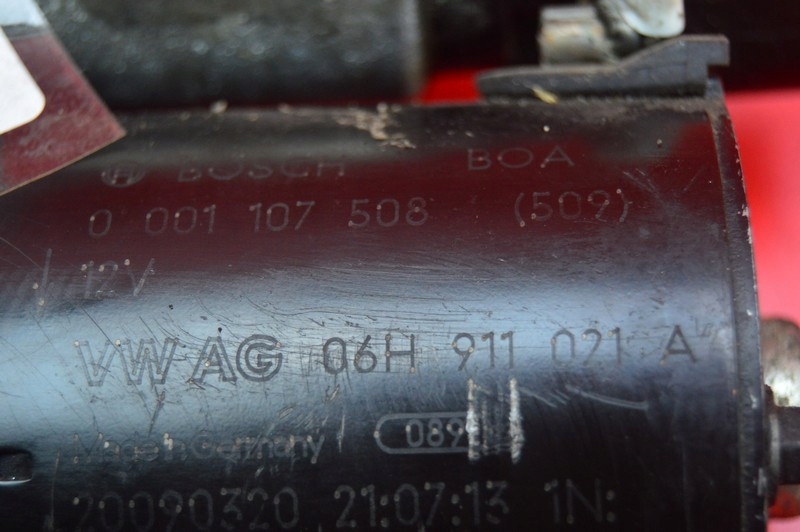 BOSCH BOA
0 001 107 508 (509)
12V
VW AG 06H 911 021 A
Made in Germany 089
20090320 21:07:13 1N: